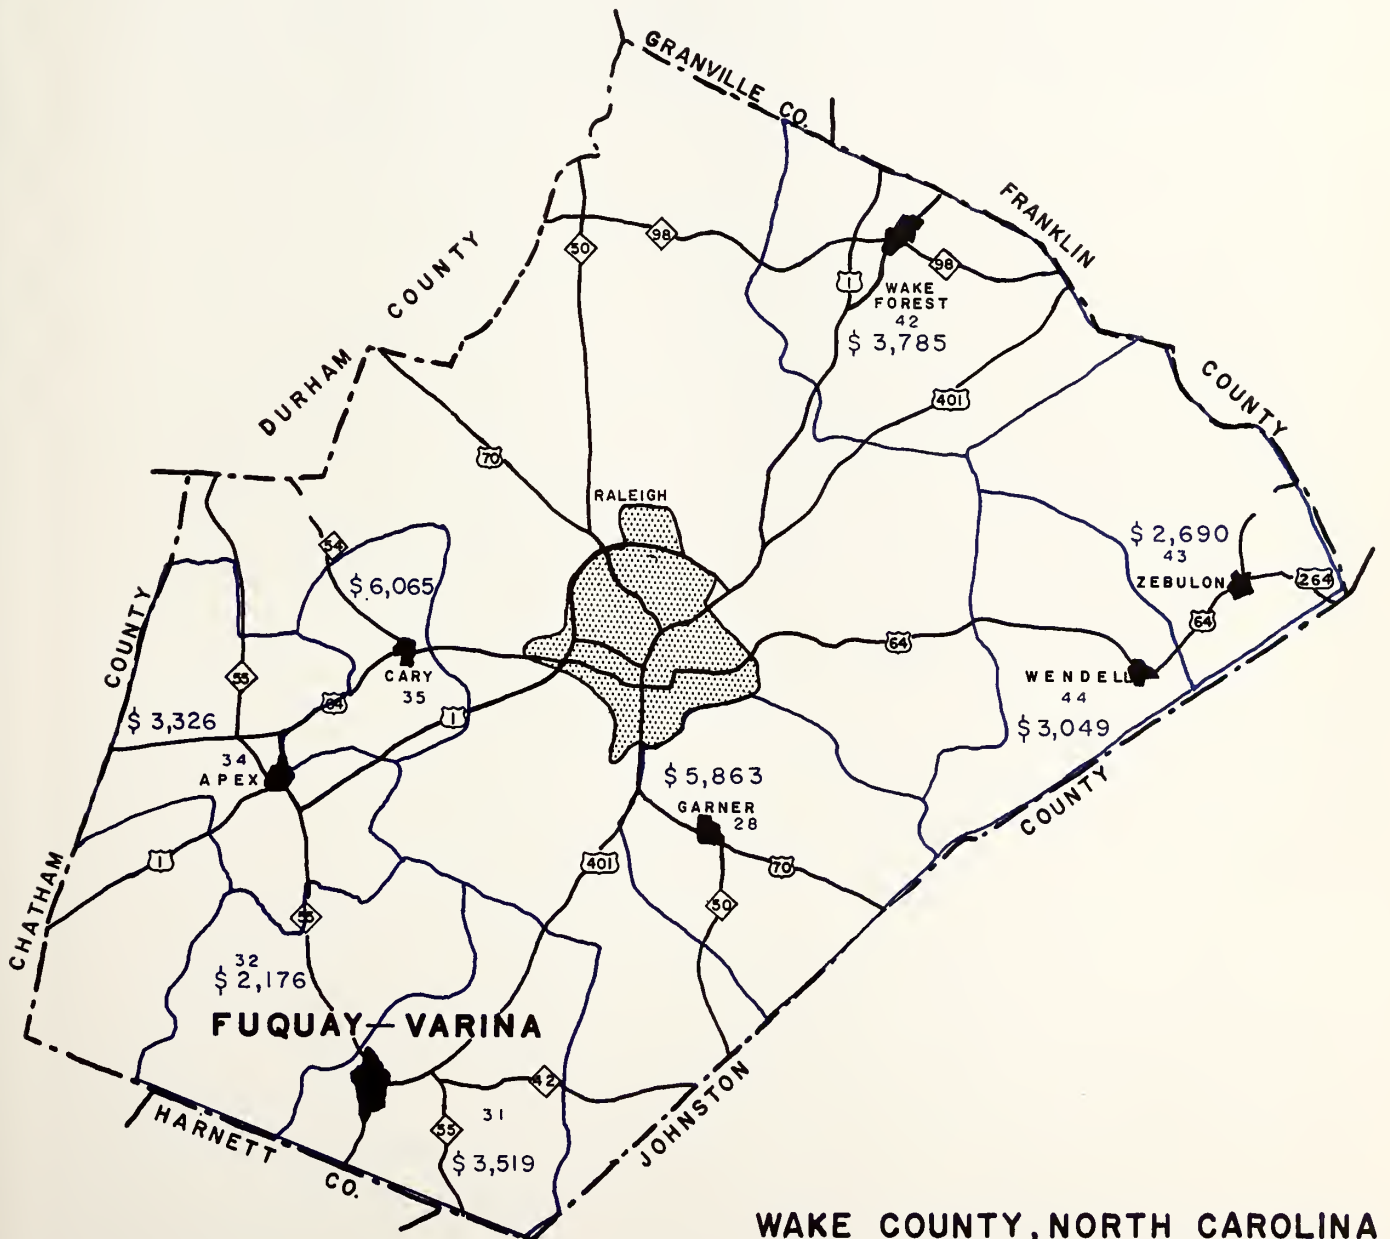 GRANVILLE CO.
FRANKLIN
COUNTY
98
50
98
1
WAKE
FOREST
42
$ 3,785
COUNTY
DURHAM
401
COUNTY
70
RALEIGH
$ 2,690
43
54
$ 6,065
ZEBULON
264
COUNTY
64
64
CARY
35
55
WENDELL
44
$ 3,049
64
1
$ 3,326
34
APEX
$ 5,863
GARNER
28
COUNTY
1
401
70
CHATHAM
50
55
32
$ 2,176
FUQUAY-VARINA
42
JOHNSTON
31
55
HARNETT
CO.
$ 3,519
WAKE COUNTY, NORTH CAROLINA